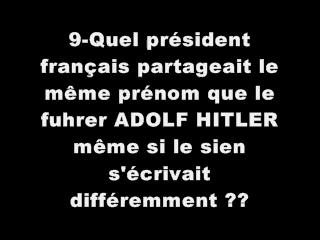 9-Quel président
français partageait le
même prénom que le
fuhrer ADOLF HITLER
même si le sien
s'écrivait
différemment ??